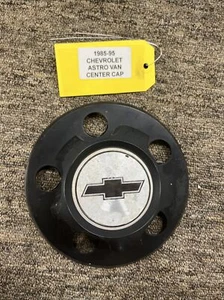 1985-95
CHEVROLET
ASTRO VAN
CENTER CAP